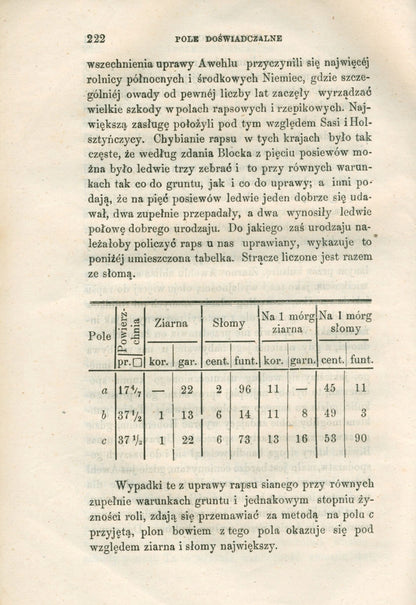 222 POLE DOŚWIADCZALNE
wszechnienia uprawy Awehlu przyczynili się najwięcéj
rolnicy północnych i środkowych Niemiec, gdzie szcze-
gólniéj owady od pewnéj liczby lat zaczęły wyrządzać
wielkie szkody w polach rapsowych i rzepikowych. Naj-
większą zasługę położyli pod tym względem Sasi i Hol-
sztyńczycy. Chybianie rapsu w tych krajach było tak
częste, że według zdania Blocka z pięciu posiewów mo-
żna było ledwie trzy zebrać i to przy równych warun-
kach tak co do gruntu, jak i co do uprawy; a inni po-
dają, że na pięć posiewów ledwie jeden dobrze się uda-
wał, dwa zupełnie przepadały, a dwa wynosiły ledwie
połowę dobrego urodzaju. Do jakiego zaś urodzaju na-
leżałoby policzyć raps u nas uprawiany, wykazuje to
poniżéj umieszczona tabelka. Strącze liczone jest razem
ze słomą.
Pole Powierz-chnia Ziarna Słomy Na 1 mórg ziarna Na 1 mórg słomy
pr.□ kor. gar. cent. funt. kor. garn. cent. funt.
a 17 4/7 — 22 2 96 11 — 45 11
b 37 1/2 1 13 6 14 11 8 49 3
c 37 1/2 1 22 6 73 13 16 53 90
Wypadki te z uprawy rapsu sianego przy równych
zupełnie warunkach gruntu i jednakowym stopniu ży-
zności roli, zdają się przemawiać za metodą na polu c
przyjętą, plon bowiem z tego pola okazuje się pod
względem ziarna i słomy największy.